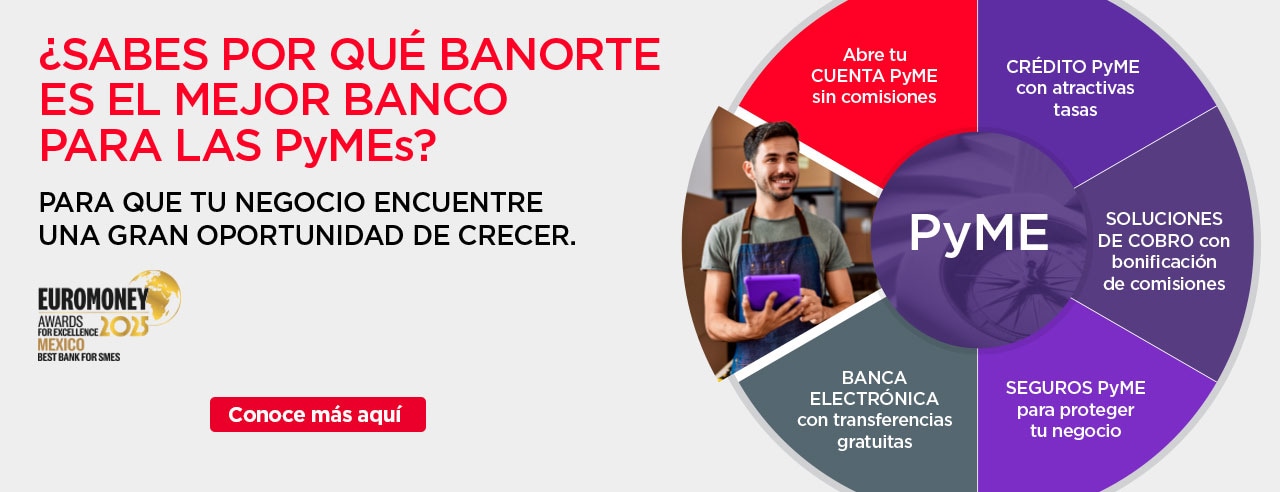 ¿SABES POR QUÉ BANORTE
ES EL MEJOR BANCO
PARA LAS PyMEs?
PARA QUE TU NEGOCIO ENCUENTRE
UNA GRAN OPORTUNIDAD DE CRECER.
EUROMONEY
AWARDS
FOR EXCELLENCE 2025
MEXICO
BEST BANK FOR SMES
Conoce más aquí
Abre tu
CUENTA PyME
sin comisiones
CRÉDITO PyME
con atractivas
tasas
SOLUCIONES
DE COBRO con
bonificación
de comisiones
SEGUROS PyME
para proteger
tu negocio
BANCA
ELECTRÓNICA
con transferencias
gratuitas
PyME